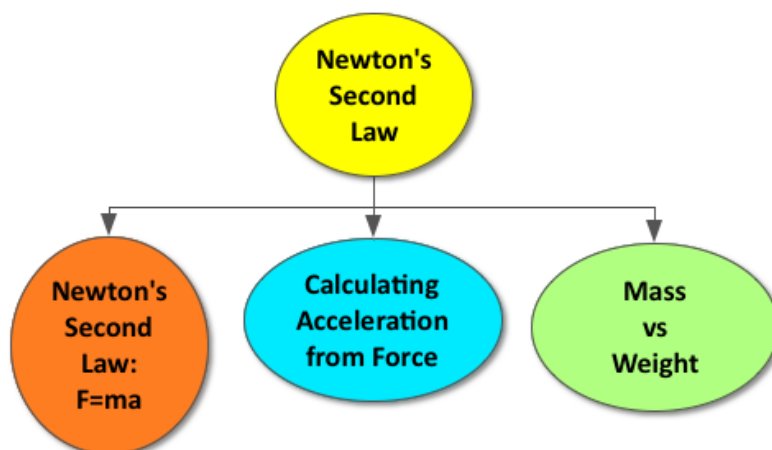 Newton's
Second
Law
Newton's
Second
Law:
F=ma
Calculating
Acceleration
from Force
Mass
vs
Weight